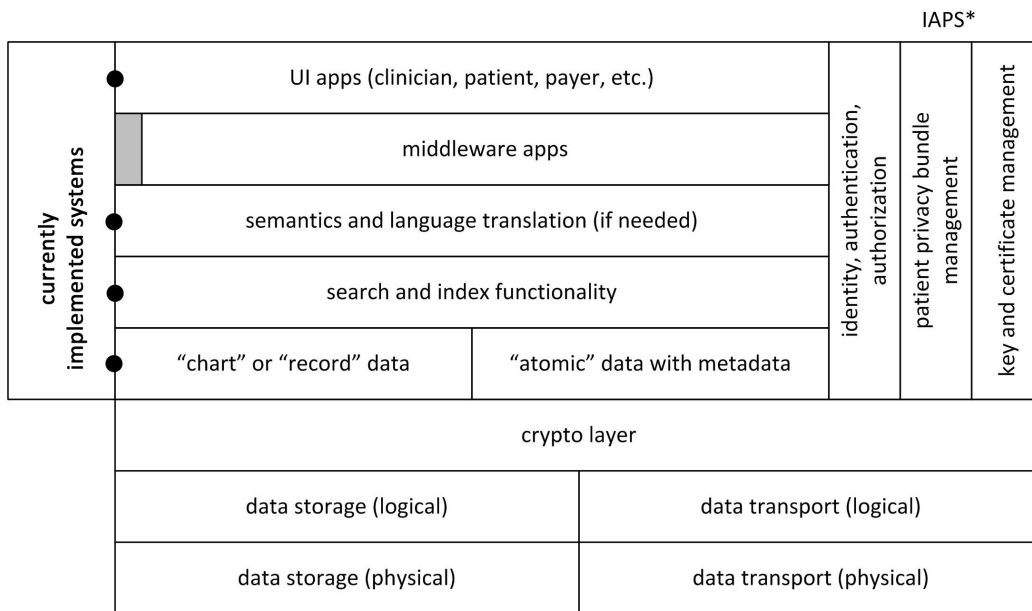 IAPS*
currently
implemented systems
UI apps (clinician, patient, payer, etc.)
middleware apps
semantics and language translation (if needed)
search and index functionality
“chart” or “record” data
“atomic” data with metadata
identity, authentication,
authorization
patient privacy bundle
management
key and certificate management
crypto layer
data storage (logical)
data transport (logical)
data storage (physical)
data transport (physical)